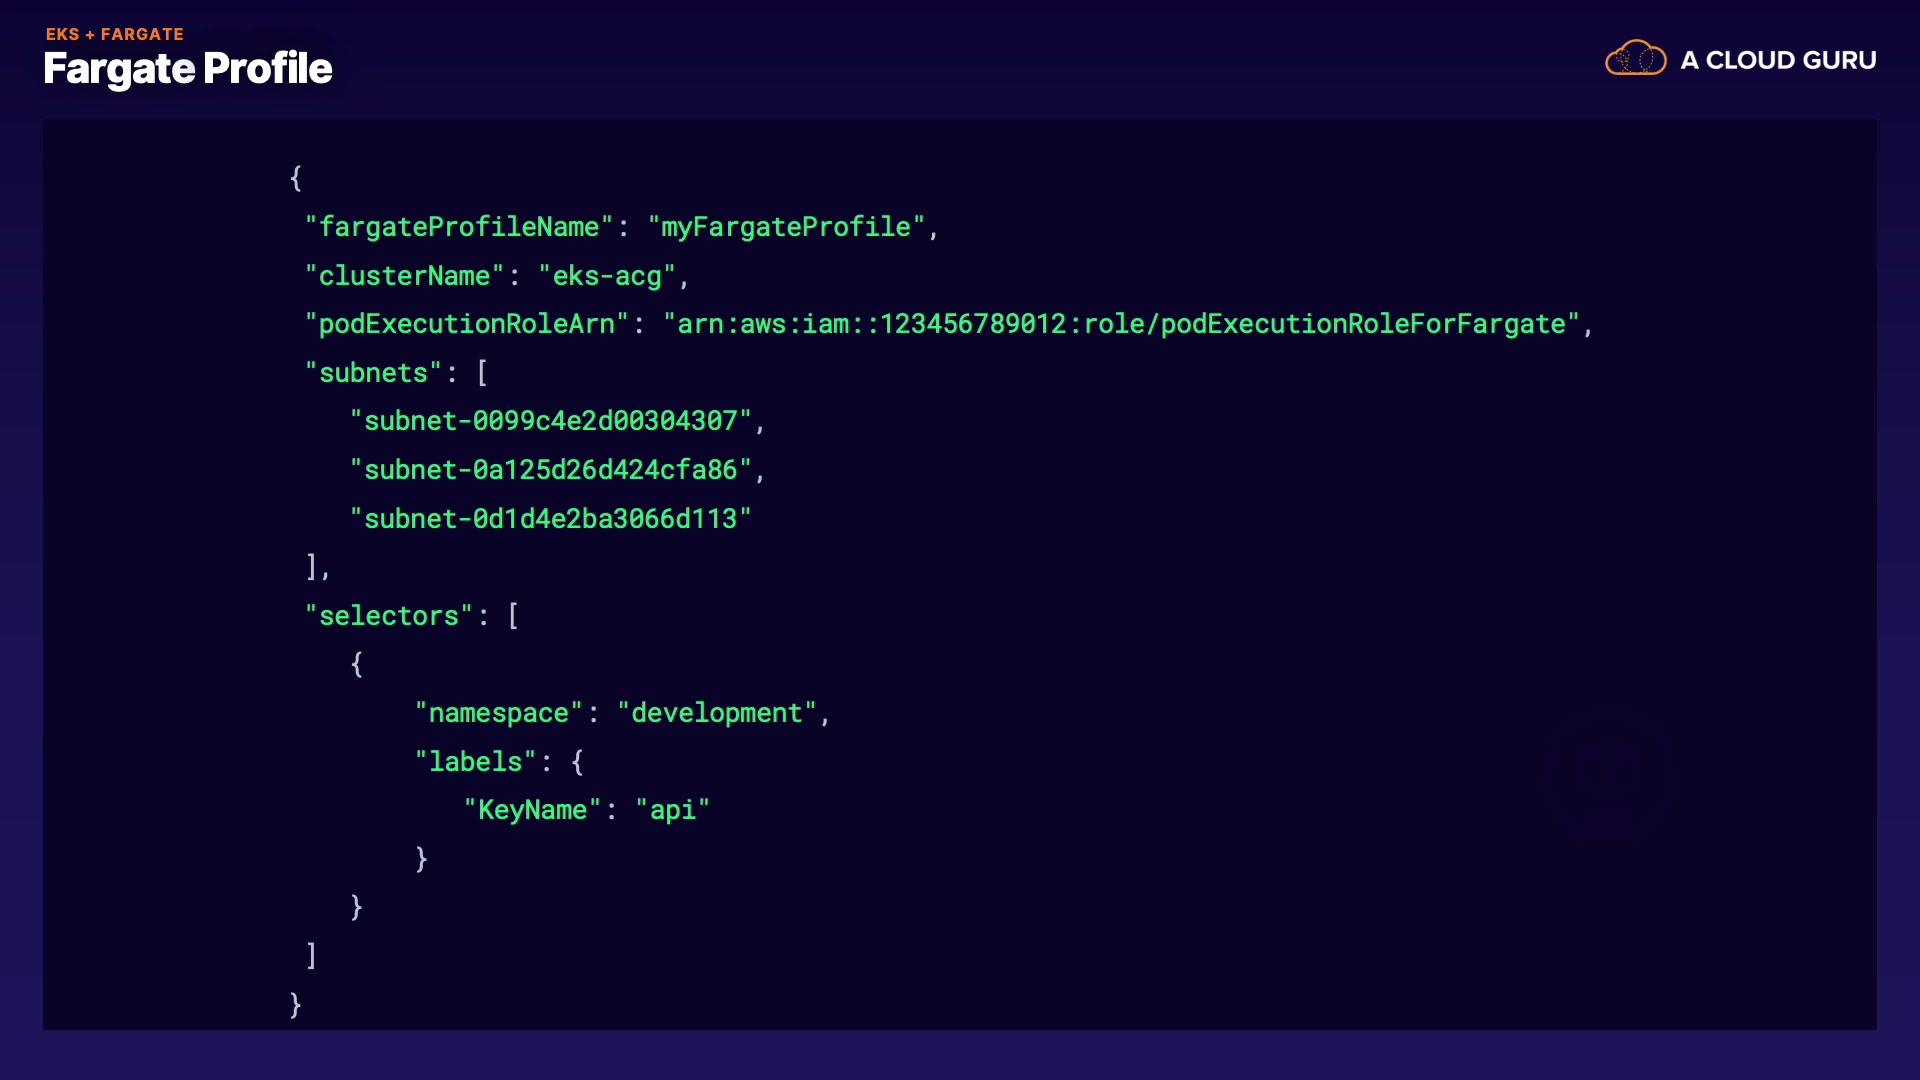 EKS + FARGATE
Fargate Profile
A CLOUD GURU
{
"fargateProfileName": "myFargateProfile",
"clusterName": "eks-acg",
"podExecutionRoleArn": "arn:aws:iam::123456789012:role/podExecutionRoleForFargate",
"subnets": [
"subnet-0099c4e2d00304307",
"subnet-0a125d26d424cfa86",
"subnet-0d1d4e2ba3066d113"
],
"selectors": [
{
"namespace": "development",
"labels": {
"KeyName": "api"
}
}
]
}